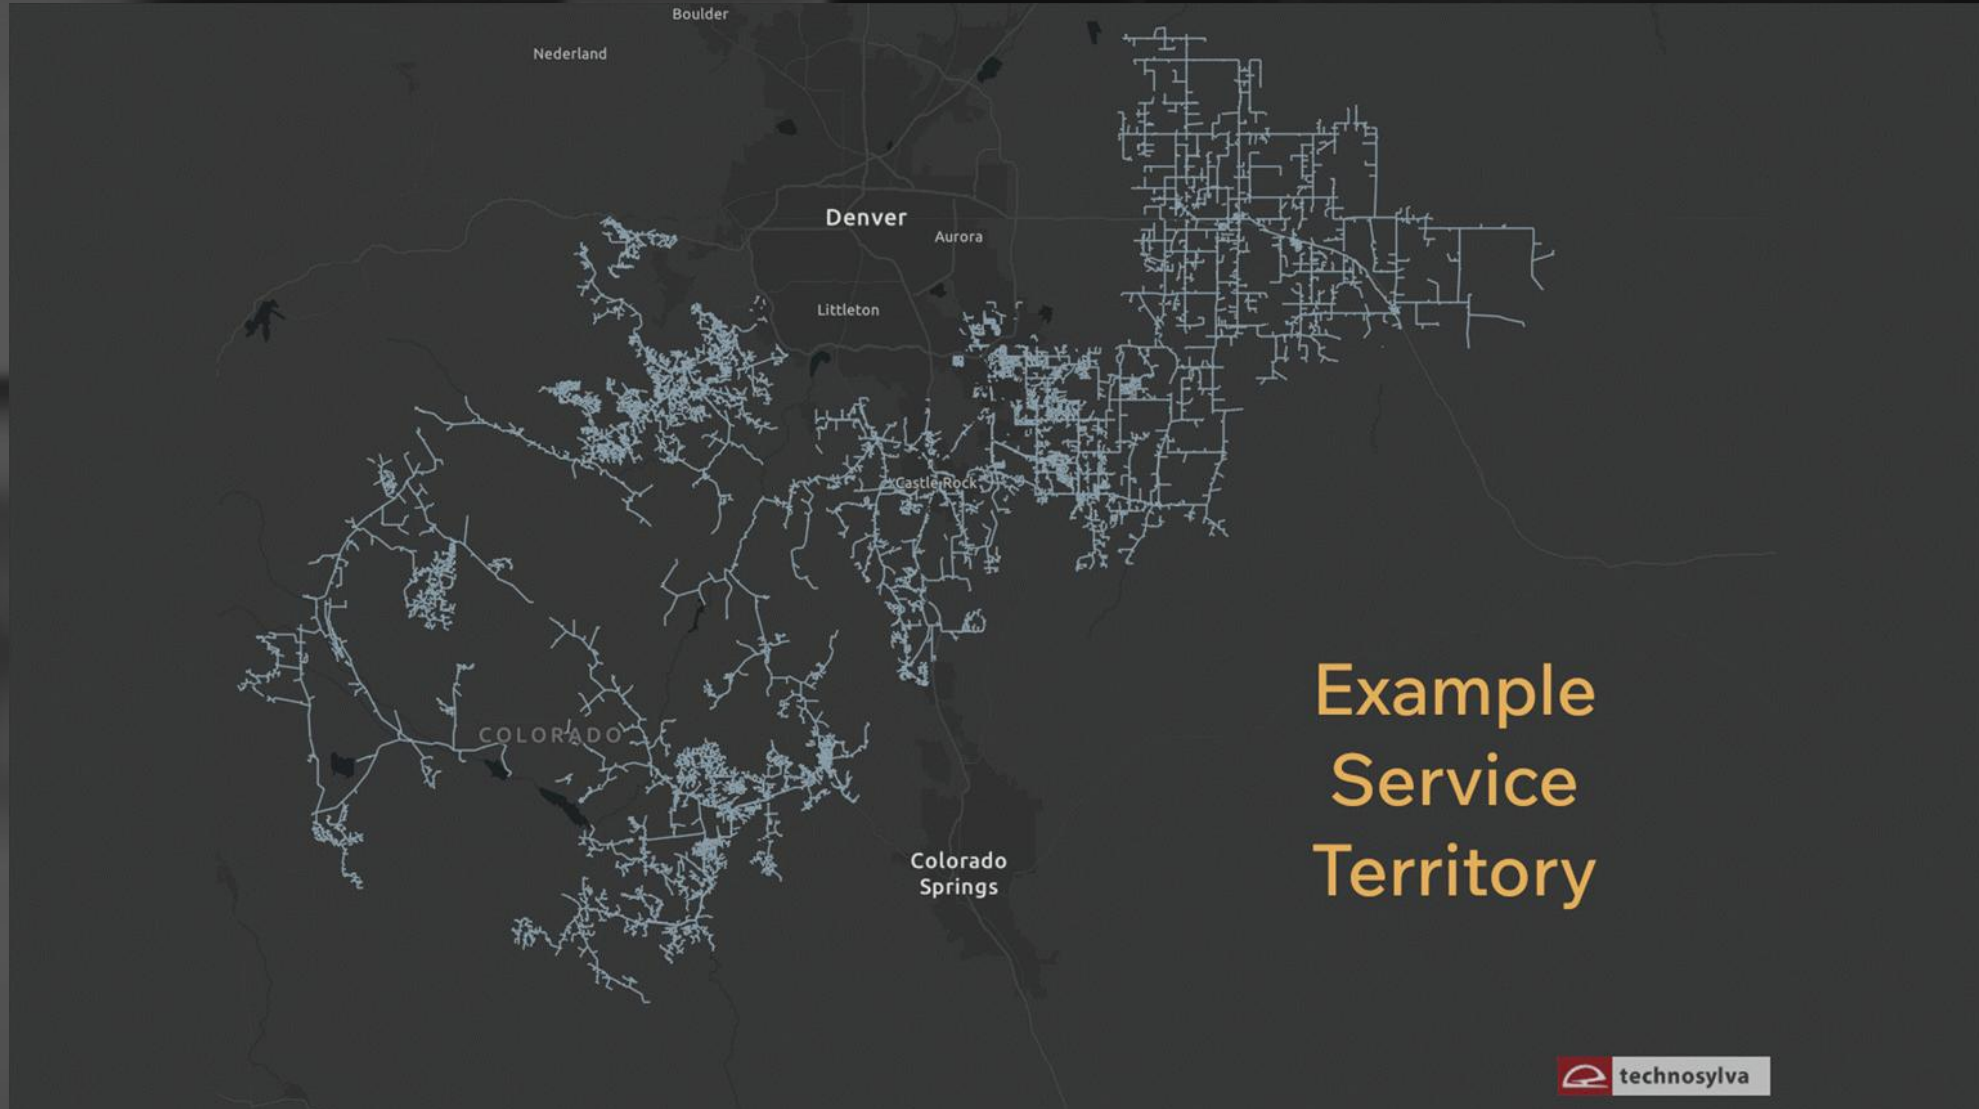 Boulder
Nederland
Denver
Aurora
Littleton
Castle Rock
COLORADO
Colorado
Springs
Example
Service
Territory
technosylva